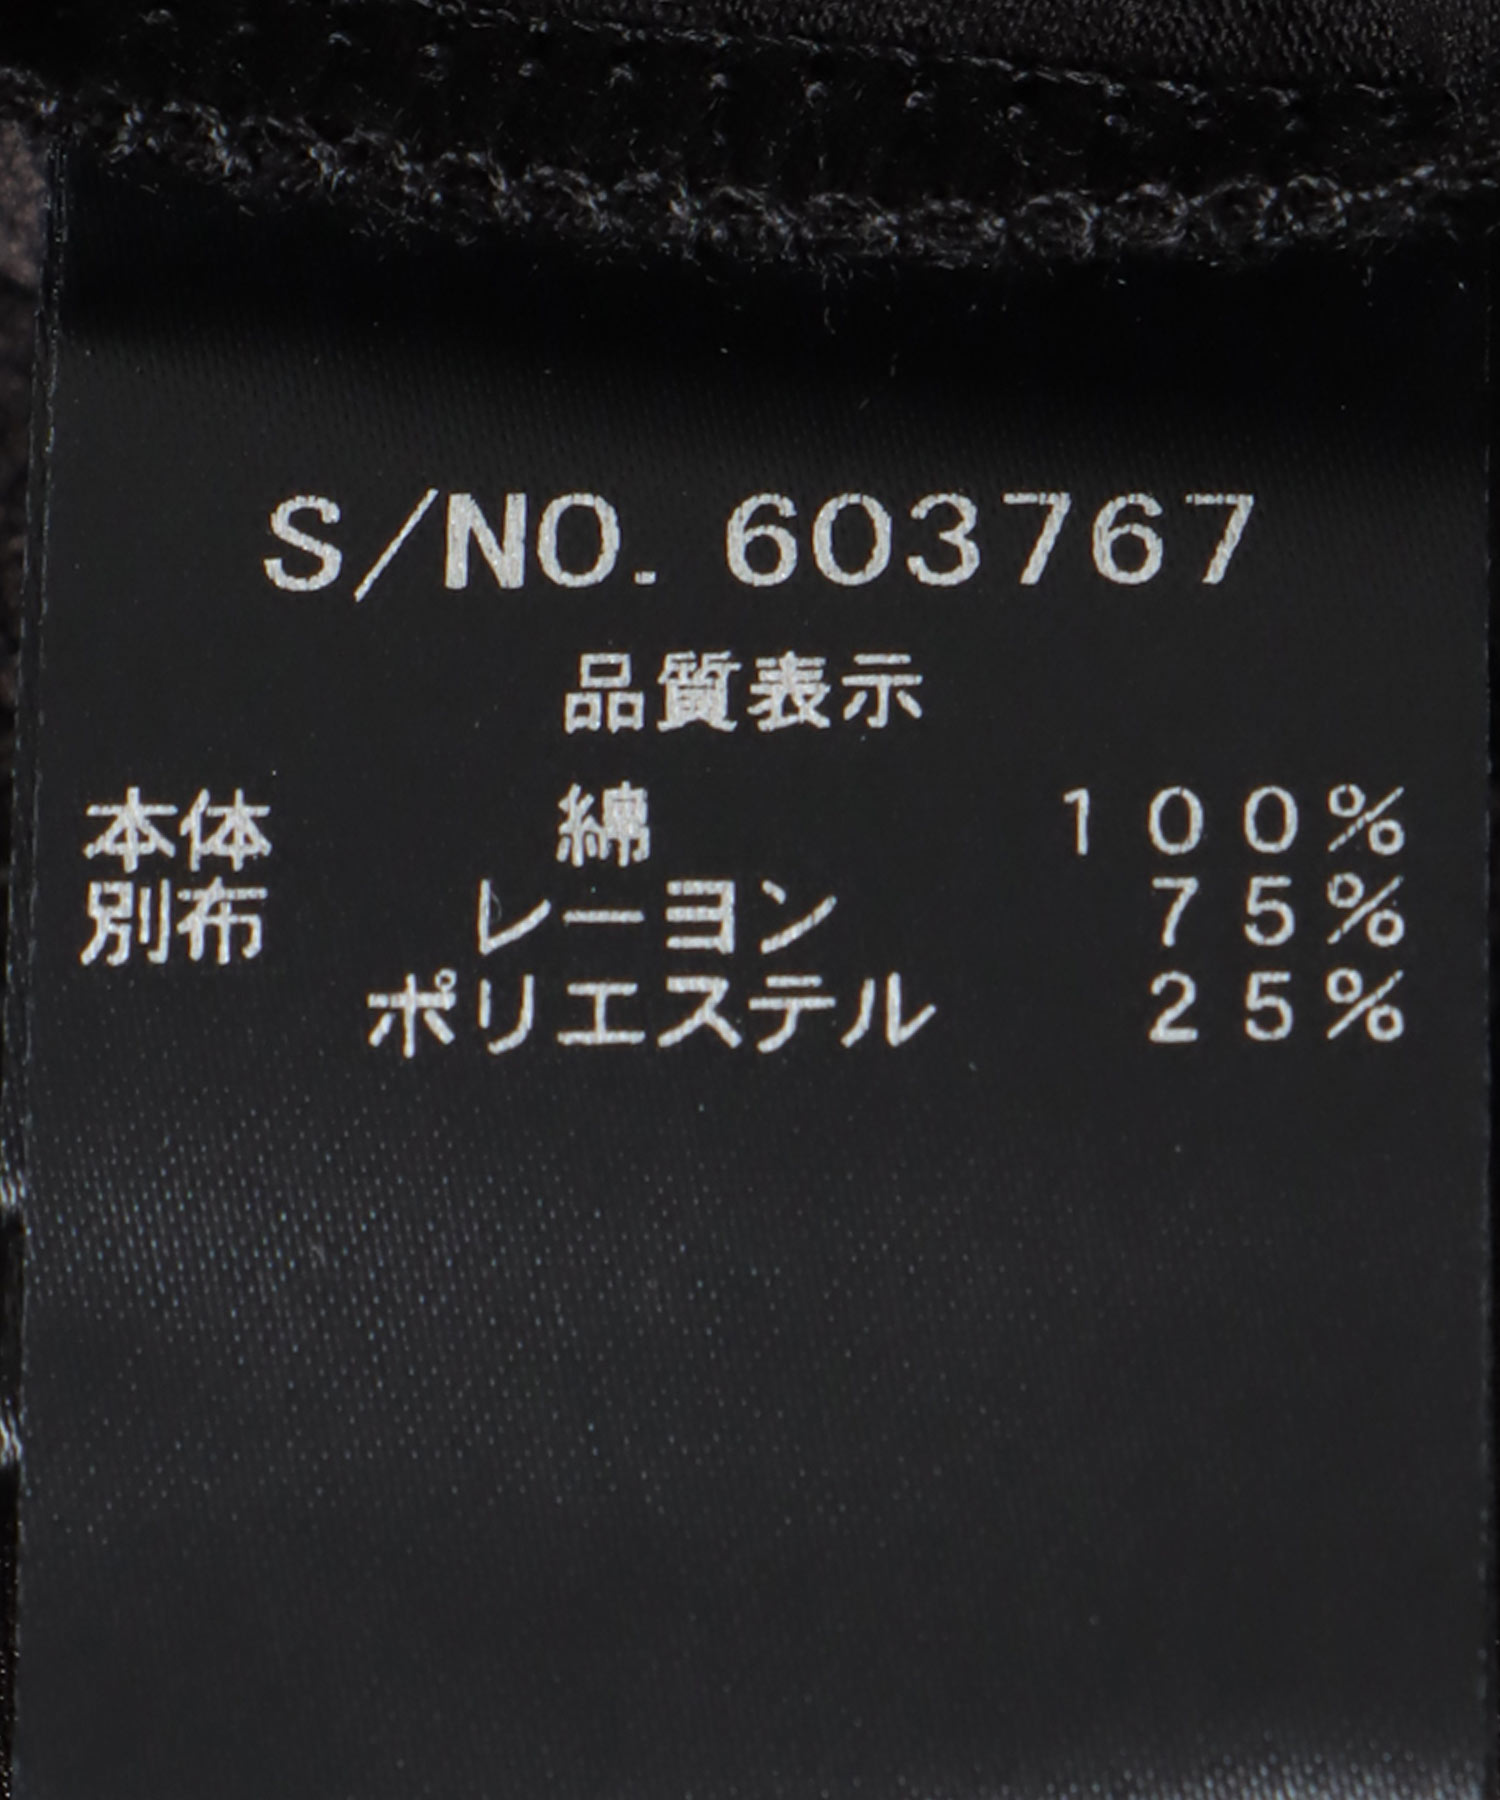 S/NO. 603767
品質表示
本体 綿 100%
別布 レーヨン 75%
ポリエステル 25%